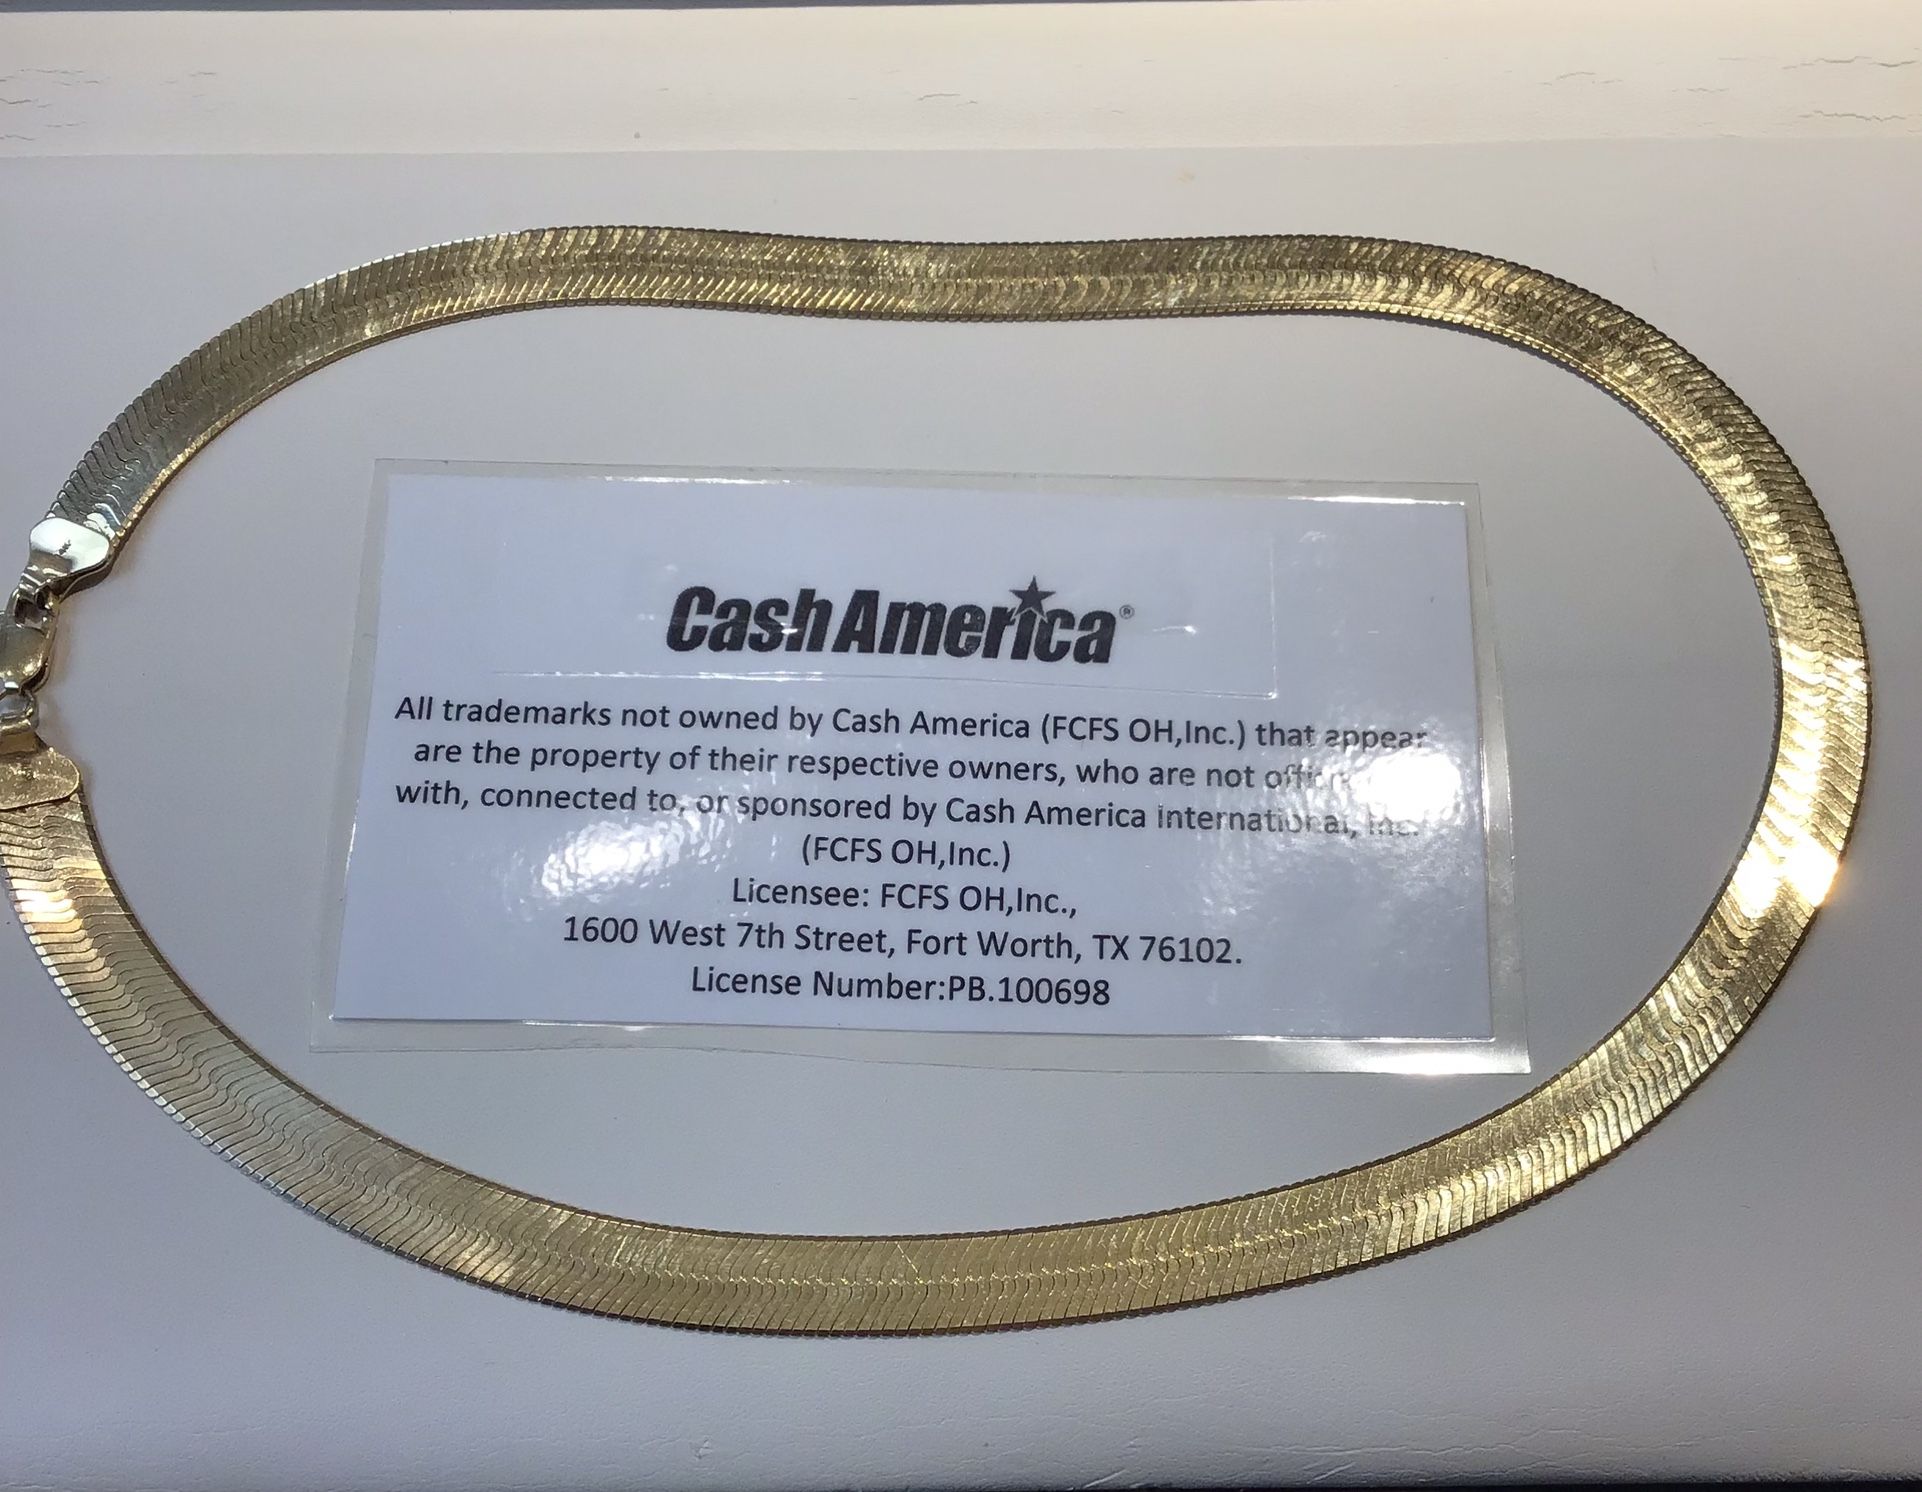 CashAmerica®
All trademarks not owned by Cash America (FCFS OH,Inc.) that appear
are the property of their respective owners, who are not
with, connected to, or sponsored by Cash America International, Inc.
(FCFS OH,Inc.)
Licensee: FCFS OH,Inc.,
1600 West 7th Street, Fort Worth, TX 76102.
License Number:PB.100698